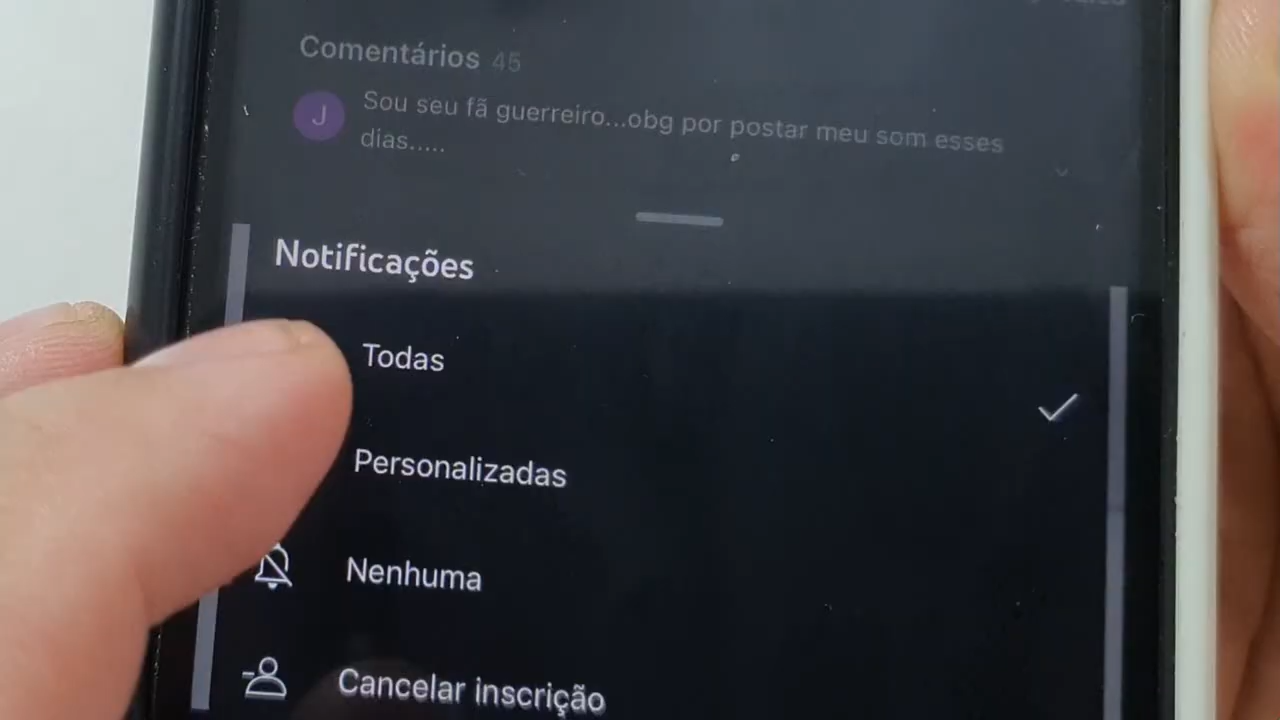 Comentários 45
J
Sou seu fã guerreiro...obg por postar meu som esses
dias.....
Notificações
Todas
Personalizadas
Nenhuma
Cancelar inscrição